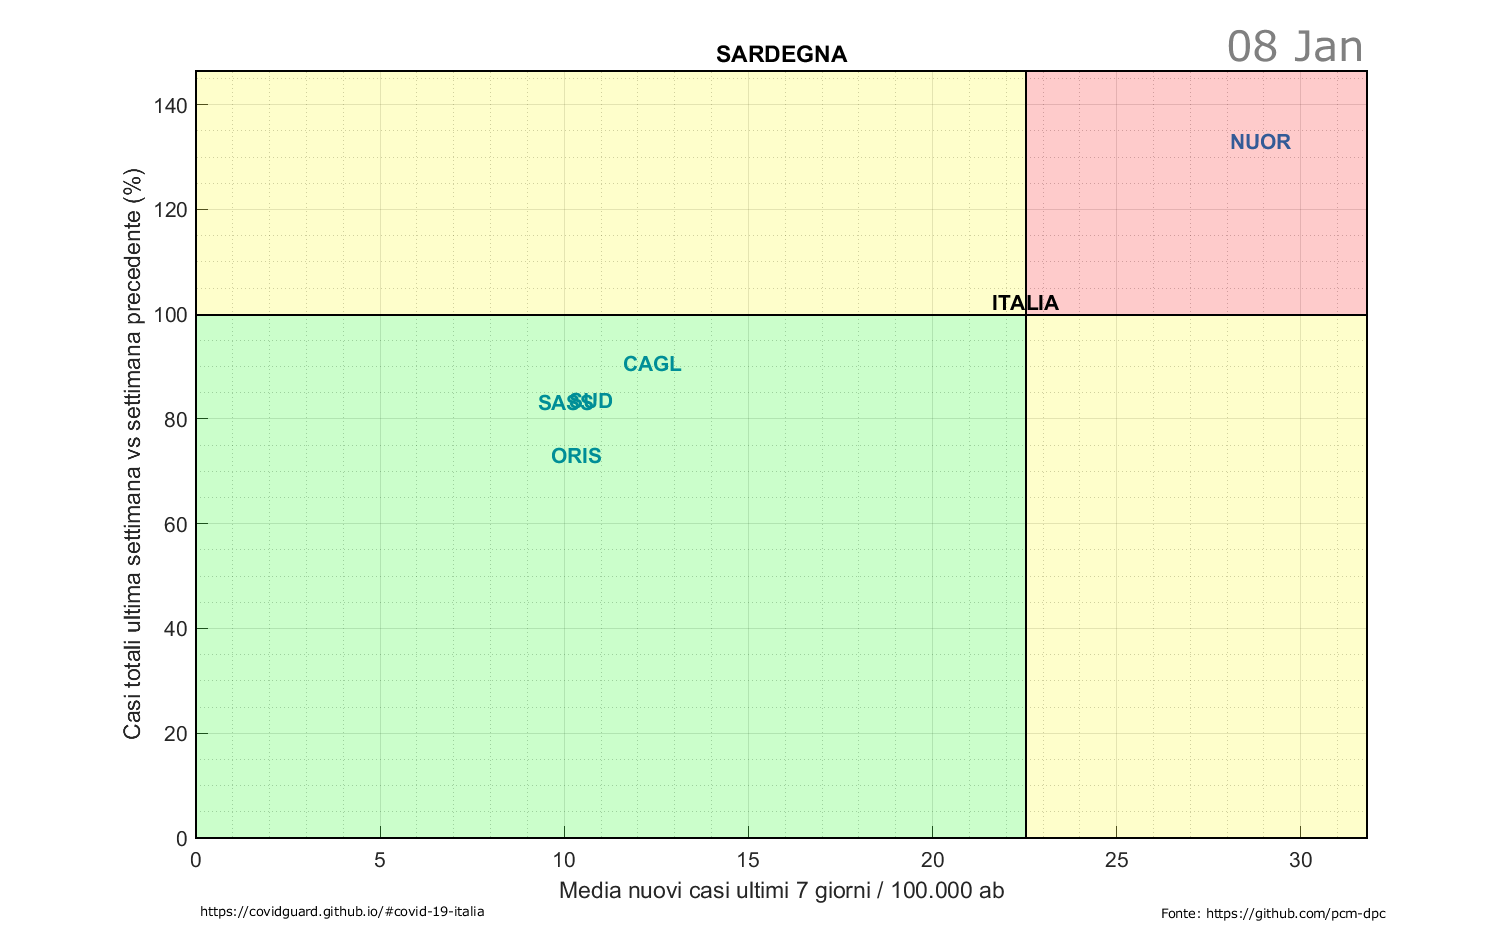 08 Jan
SARDEGNA
Casi totali ultima settimana vs settimana precedente (%)
140
120
100
80
60
40
20
0
NUOR
ITALIA
CAGL
SASS
SUD
ORIS
0 5 10 15 20 25 30
Media nuovi casi ultimi 7 giorni / 100.000 ab
https://covidguard.github.io/#covid-19-italia
Fonte: https://github.com/pcm-dpc